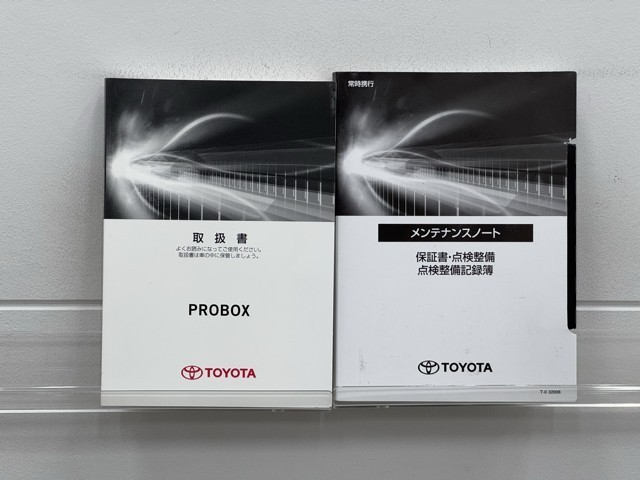 取扱書
よくお読みになってご使用ください。
取扱書は車の中に保管しましょう。
PROBOX
TOYOTA
常時携行
メンテナンスノート
保証書・点検整備
点検整備記録簿
TOYOTA